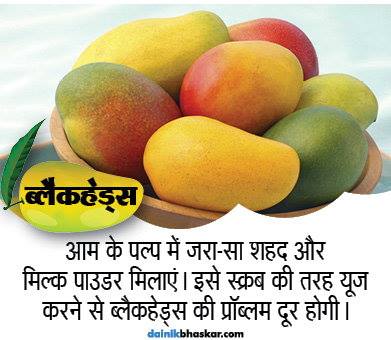 ब्लैकहेड्स
आम के पल्प में जरा-सा शहद और
मिल्क पाउडर मिलाएं। इसे स्क्रब की तरह यूज
करने से ब्लैकहेड्स की प्रॉब्लम दूर होगी।
dainikbhaskar.com